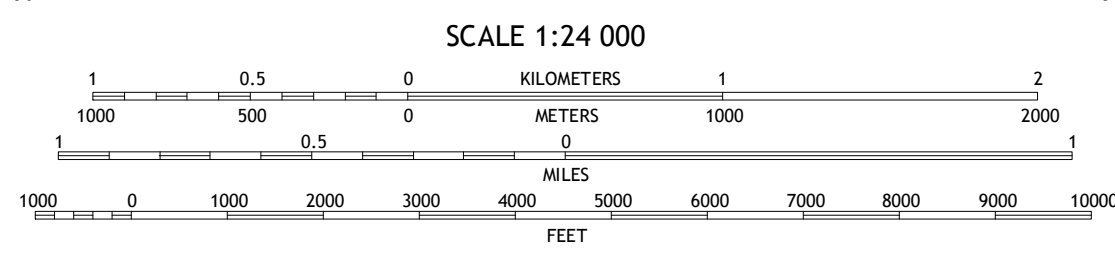 SCALE 1:24 000
1 0.5 0 KILOMETERS 1 2
1000 500 0 METERS 1000 2000
1 0.5 0 1
MILES
1000 0 1000 2000 3000 4000 5000 6000 7000 8000 9000 10000
FEET